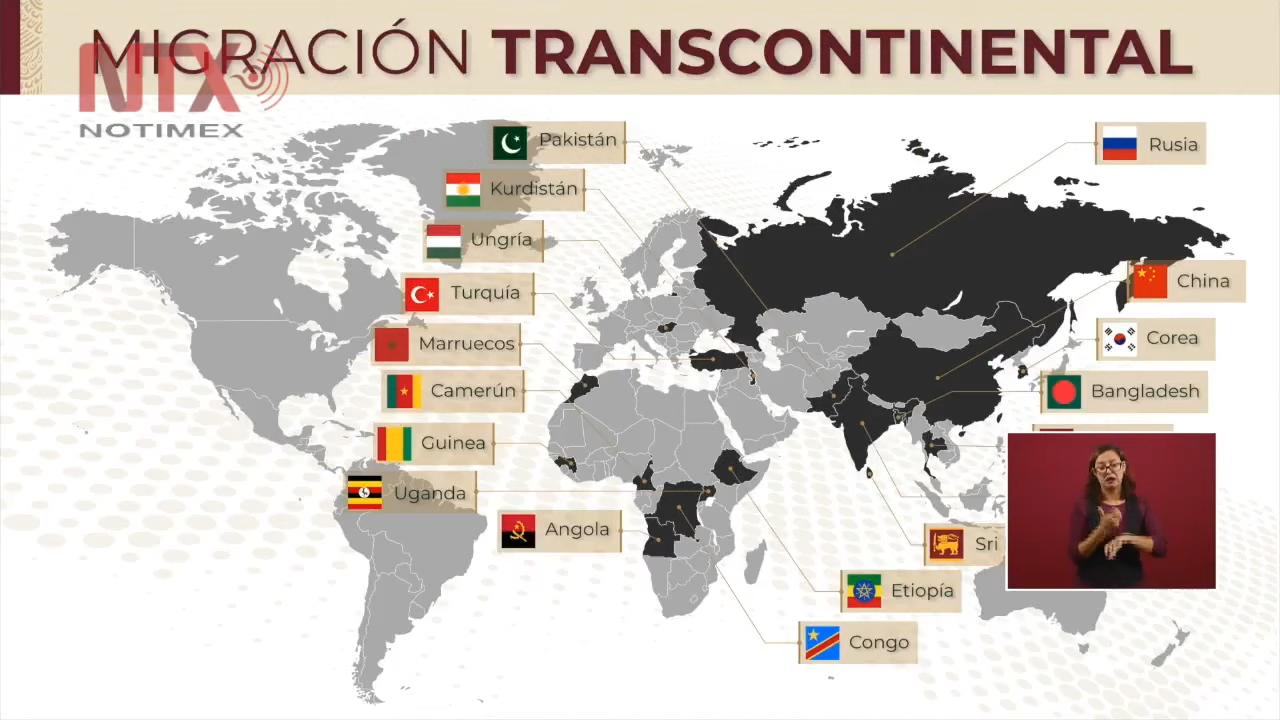 MIGRACIÓN TRANSCONTINENTAL
NTX
NOTIMEX
Pakistán
Rusia
Kurdistán
Ungría
China
Turquía
Corea
Marruecos
Bangladesh
Camerún
Guinea
Uganda
Angola
Sri
Etiopía
Congo